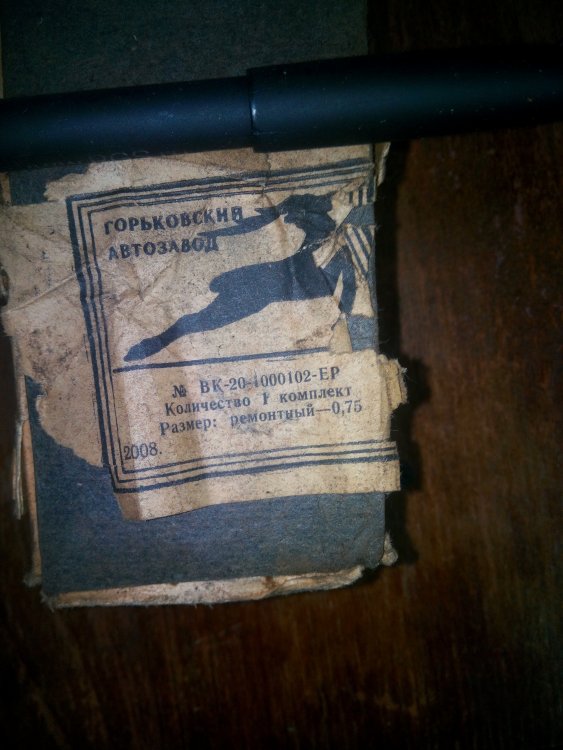 ГОРЬКОВСКИЙ
АВТОЗАВОД
№ ВК-20-1000102-ЕР
Количество 1 комплект
Размер: ремонтный—0,75
2008.